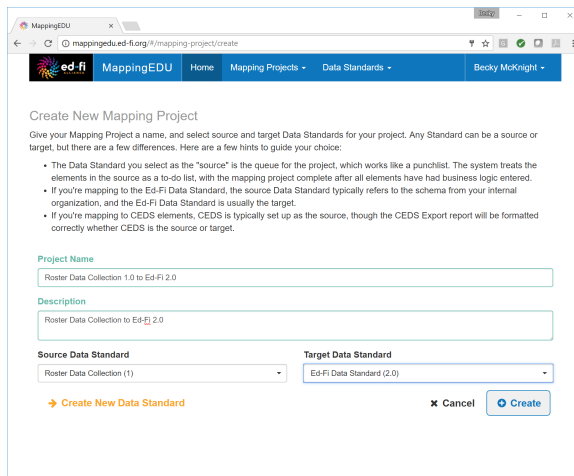 Becky
MappingEDU
mappingedu.ed-fi.org/#/mapping-project/create
ed-fi ALLIANCE MappingEDU Home Mapping Projects Data Standards Becky McKnight
Create New Mapping Project
Give your Mapping Project a name, and select source and target Data Standards for your project. Any Standard can be a source or
target, but there are a few differences. Here are a few hints to guide your choice:
• The Data Standard you select as the "source" is the queue for the project, which works like a punchlist. The system treats the
elements in the source as a to-do list, with the mapping project complete after all elements have had business logic entered.
• If you're mapping to the Ed-Fi Data Standard, the source Data Standard typically refers to the schema from your internal
organization, and the Ed-Fi Data Standard is usually the target.
• If you're mapping to CEDS elements, CEDS is typically set up as the source, though the CEDS Export report will be formatted
correctly whether CEDS is the source or target.
Project Name
Roster Data Collection 1.0 to Ed-Fi 2.0
Description
Roster Data Collection to Ed-Fi 2.0
Source Data Standard Target Data Standard
Roster Data Collection (1) Ed-Fi Data Standard (2.0)
Create New Data Standard Cancel Create